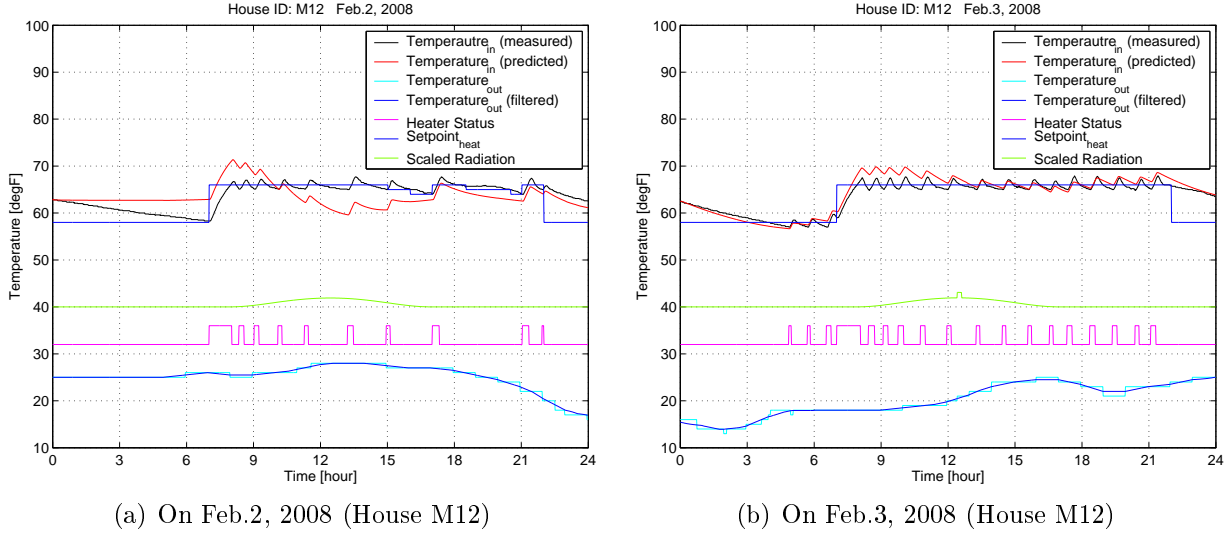 House ID: M12 Feb.2, 2008
100
90
80
70
60
50
40
30
20
10
Temperature [degF]
Temperautre_in (measured)
Temperature_in (predicted)
Temperature_out
Temperature_out (filtered)
Heater Status
Setpoint_heat
Scaled Radiation
0 3 6 9 12 15 18 21 24
Time [hour]
(a) On Feb.2, 2008 (House M12)
House ID: M12 Feb.3, 2008
100
90
80
70
60
50
40
30
20
10
Temperature [degF]
Temperautre_in (measured)
Temperature_in (predicted)
Temperature_out
Temperature_out (filtered)
Heater Status
Setpoint_heat
Scaled Radiation
0 3 6 9 12 15 18 21 24
Time [hour]
(b) On Feb.3, 2008 (House M12)